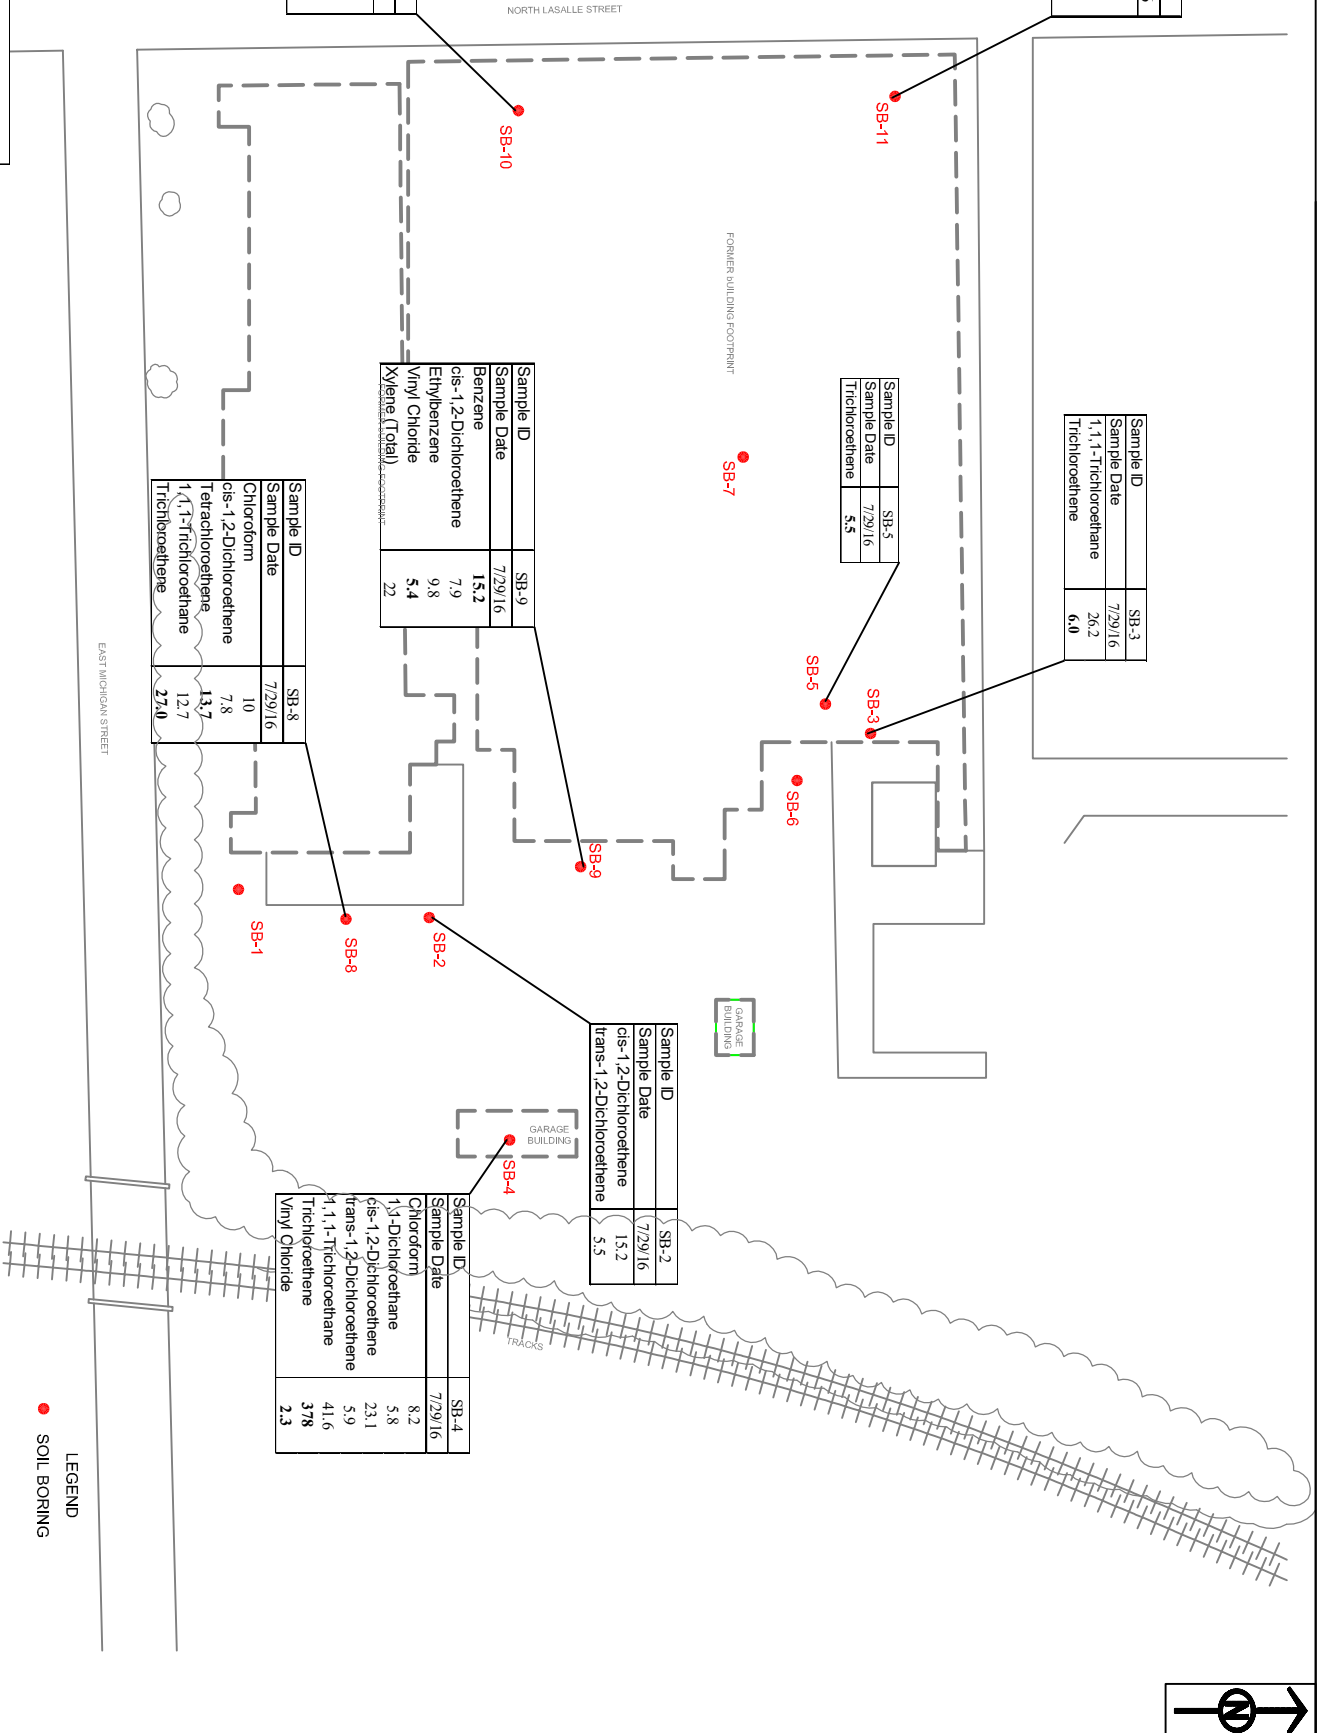 NORTH LASALLE STREET
SB-11
SB-10
FORMER bUILDING FOOTPRINT
Sample ID SB-3
Sample Date 7/29/16
1,1,1-Trichloroethane 26.2
Trichloroethene 6.0
Sample ID SB-5
Sample Date 7/29/16
Trichloroethene 5.5
SB-7
SB-5
SB-3
SB-6
Sample ID SB-9
Sample Date 7/29/16
Benzene 15.2
cis-1,2-Dichloroethene 7.9
Ethylbenzene 9.8
Vinyl Chloride 5.4
Xylene (Total) 22
FORMER bUILDING FOOTPRINT
Sample ID SB-8
Sample Date 7/29/16
Chloroform 10
cis-1,2-Dichloroethene 7.8
Tetrachloroethene 13.7
1,1,1-Trichloroethane 12.7
Trichloroethene 27.0
SB-9
SB-2
SB-8
SB-1
EAST MICHIGAN STREET
GARAGE
BUILDING
Sample ID SB-2
Sample Date 7/29/16
cis-1,2-Dichloroethene 15.2
trans-1,2-Dichloroethene 5.5
GARAGE
BUILDING
SB-4
Sample ID SB-4
Sample Date 7/29/16
Chloroform 8.2
1,1-Dichloroethane 5.8
cis-1,2-Dichloroethene 23.1
trans-1,2-Dichloroethene 5.9
1,1,1-Trichloroethane 41.6
Trichloroethene 378
Vinyl Chloride 2.3
TRACKS
LEGEND
SOIL BORING
N